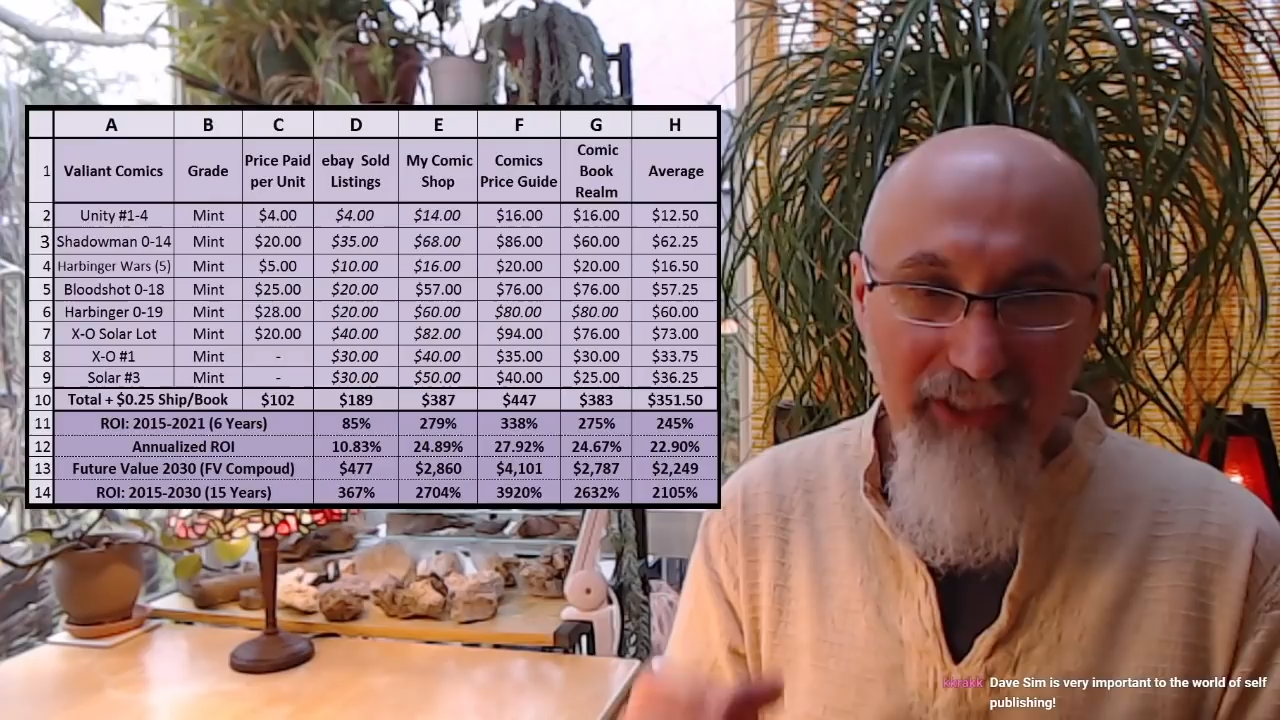 A B C D E F G H
1 Valiant Comics Grade Price Paid per Unit ebay Sold Listings My Comic Shop Comics Price Guide Comic Book Realm Average
2 Unity #1-4 Mint $4.00 $4.00 $14.00 $16.00 $16.00 $12.50
3 Shadowman 0-14 Mint $20.00 $35.00 $68.00 $86.00 $60.00 $62.25
4 Harbinger Wars (5) Mint $5.00 $10.00 $16.00 $20.00 $20.00 $16.50
5 Bloodshot 0-18 Mint $25.00 $20.00 $57.00 $76.00 $76.00 $57.25
6 Harbinger 0-19 Mint $28.00 $20.00 $60.00 $80.00 $80.00 $60.00
7 X-O Solar Lot Mint $20.00 $40.00 $82.00 $94.00 $76.00 $73.00
8 X-O #1 Mint - $30.00 $40.00 $35.00 $30.00 $33.75
9 Solar #3 Mint - $30.00 $50.00 $40.00 $25.00 $36.25
10 Total + $0.25 Ship/Book $102 $189 $387 $447 $383 $351.50
11 ROI: 2015-2021 (6 Years) 85% 279% 338% 275% 245%
12 Annualized ROI 10.83% 24.89% 27.92% 24.67% 22.90%
13 Future Value 2030 (FV Compoud) $477 $2,860 $4,101 $2,787 $2,249
14 ROI: 2015-2030 (15 Years) 367% 2704% 3920% 2632% 2105%
kkrakk Dave Sim is very important to the world of self
publishing!